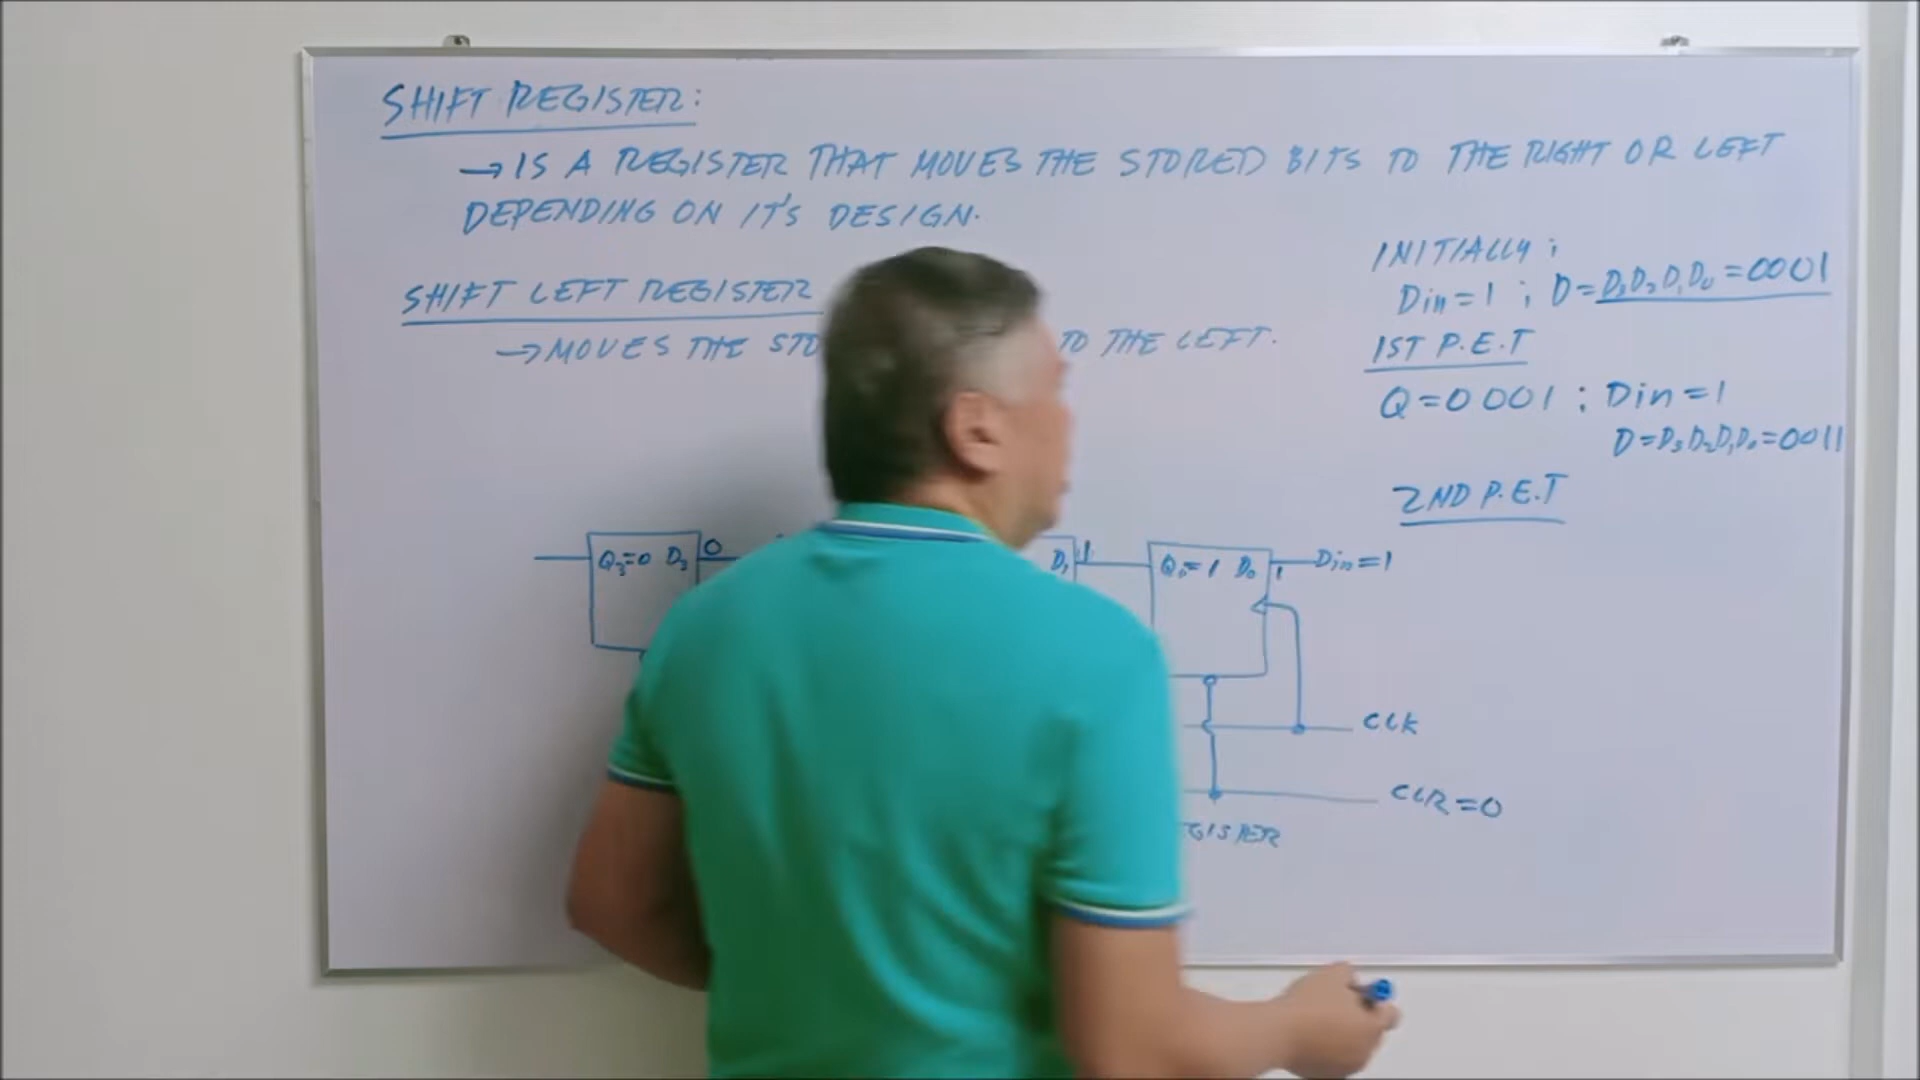 SHIFT REGISTER:
→ IS A REGISTER THAT MOVES THE STORED BITS TO THE RIGHT OR LEFT
DEPENDING ON IT'S DESIGN.
SHIFT LEFT REGISTER
→ MOVES THE TO THE LEFT.
INITIALLY:
Din=1 ; D=D₃D₂D₁D₀=0001
1ST P.E.T
Q=0001 ; Din=1
D=D₃D₂D₁D₀=0011
2ND P.E.T
Q₃=0 D₃ 0 D₁ 1 Q₀=1 D₀ 1 Din=1
CLK
CLR=0